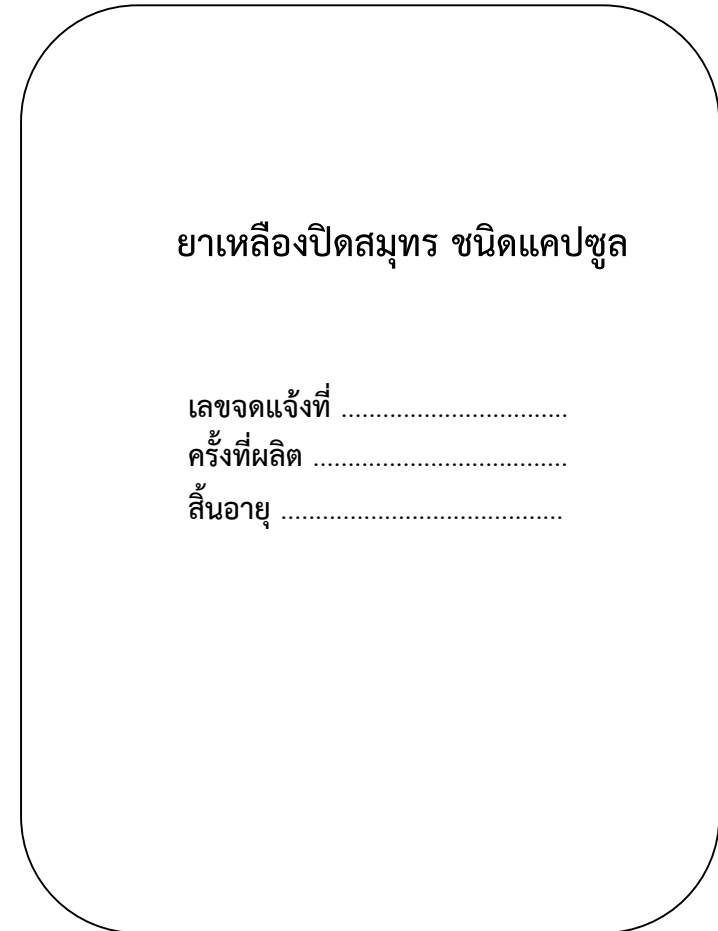 ยาเหลืองปิดสมุทร ชนิดแคปซูล
เลขจดแจ้งที่ .................................
ครั้งที่ผลิต .....................................
สิ้นอายุ .........................................